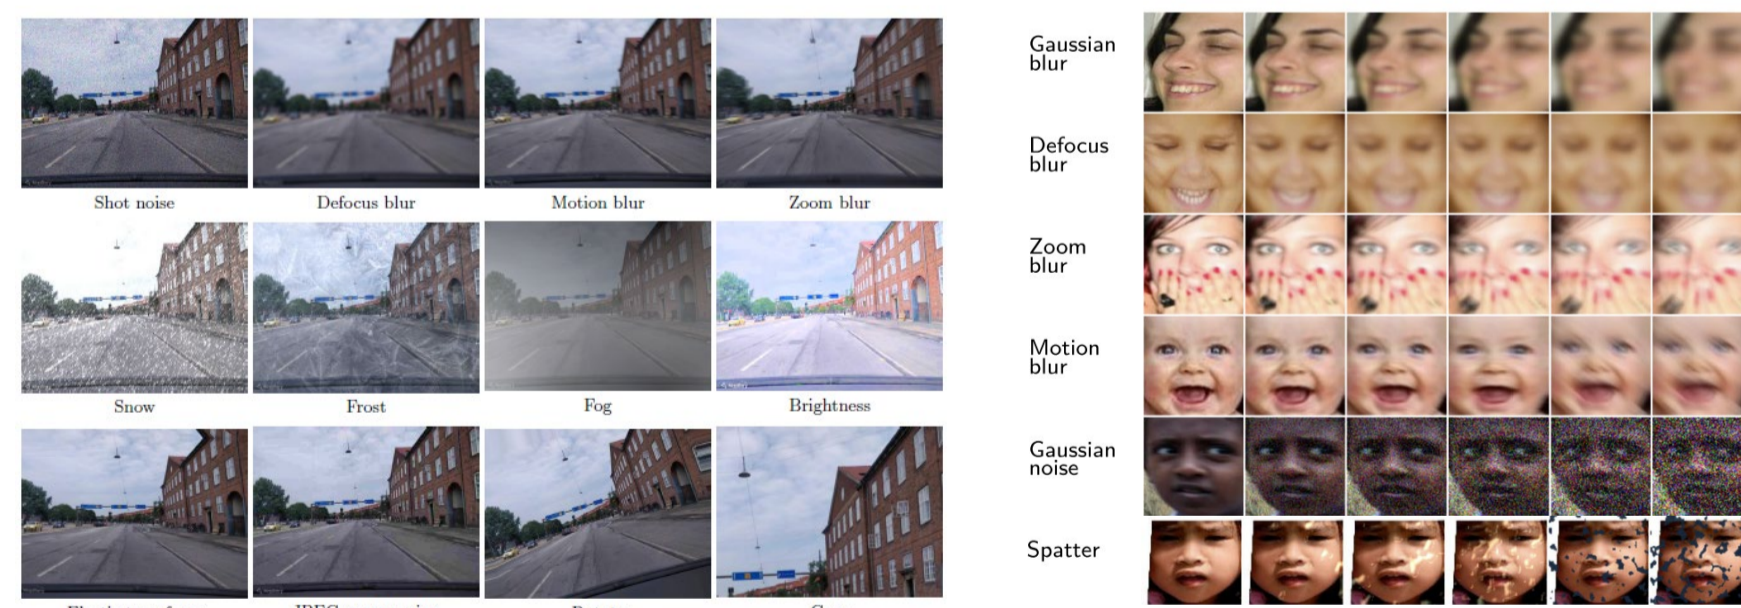 Shot noise
Defocus blur
Motion blur
Zoom blur
Snow
Frost
Fog
Brightness
Gaussian
blur
Defocus
blur
Zoom
blur
Motion
blur
Gaussian
noise
Spatter